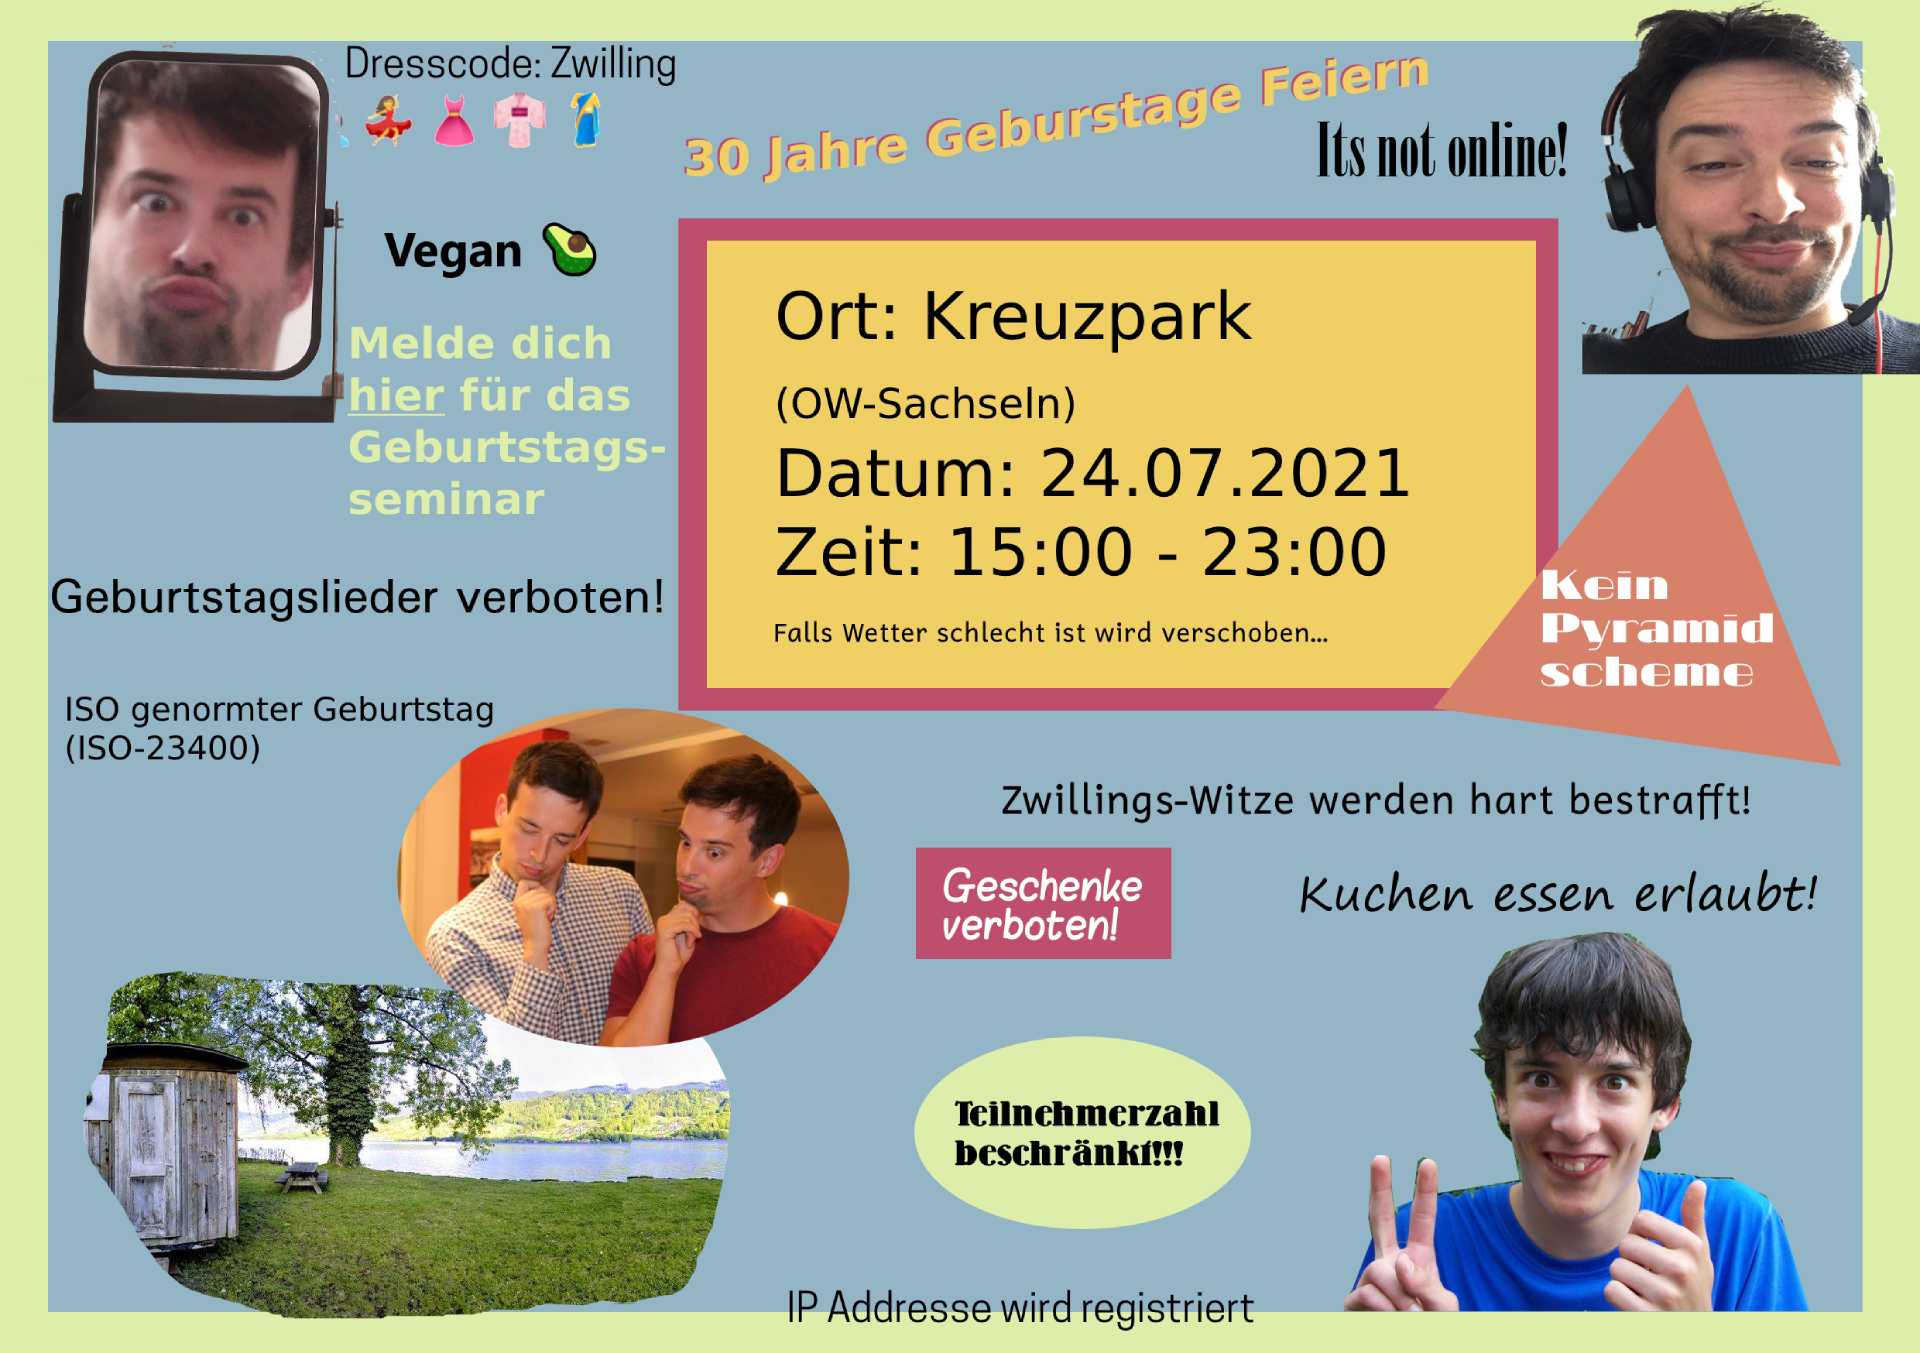 Dresscode: Zwilling
30 Jahre Geburstage Feiern
Its not online!
Vegan
Melde dich
hier für das
Geburtstags-
seminar
Ort: Kreuzpark
(OW-Sachseln)
Datum: 24.07.2021
Zeit: 15:00 - 23:00
Falls Wetter schlecht ist wird verschoben...
Kein
Pyramid
scheme
Geburtstagslieder verboten!
ISO genormter Geburtstag
(ISO-23400)
Zwillings-Witze werden hart bestrafft!
Geschenke
verboten!
Kuchen essen erlaubt!
Teilnehmerzahl
beschränkt!!!
IP Addresse wird registriert